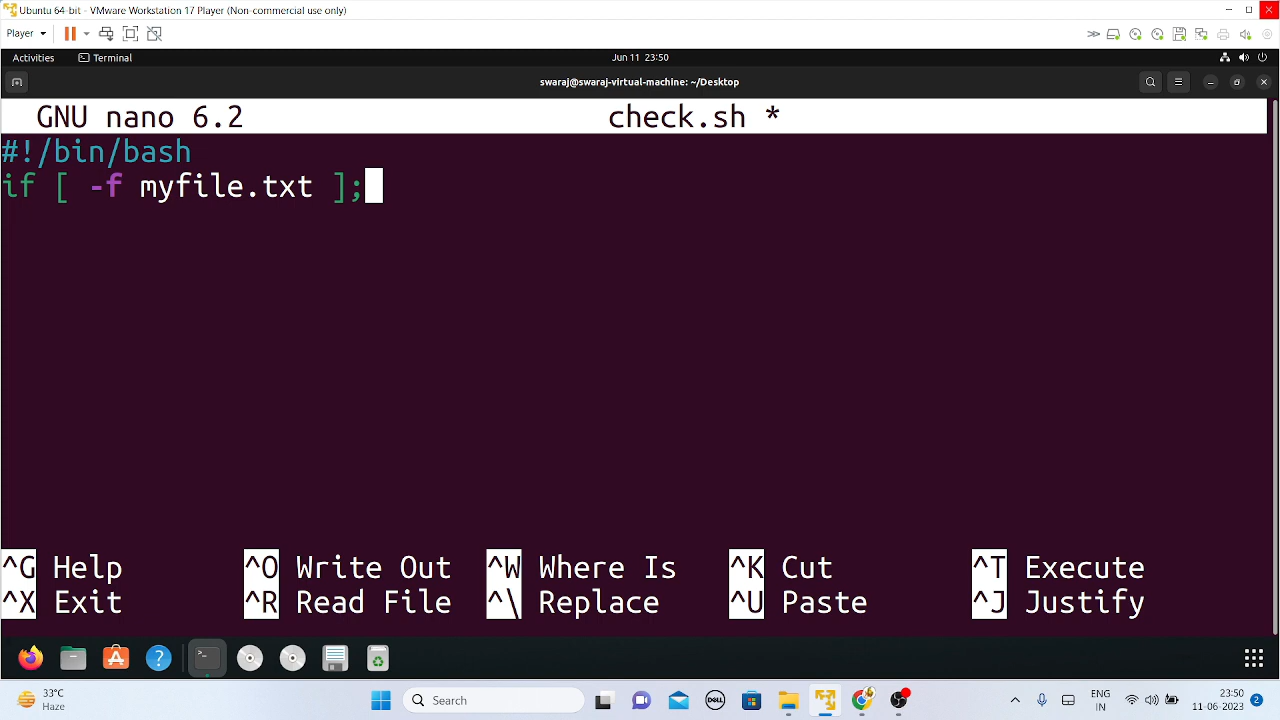 Ubuntu 64-bit - VMware Workstation 17 Player (Non-commercial use only)
Player
Activities Terminal Jun 11 23:50
swaraj@swaraj-virtual-machine: ~/Desktop
GNU nano 6.2 check.sh *
#!/bin/bash
if [ -f myfile.txt ];
^G Help ^O Write Out ^W Where Is ^K Cut ^T Execute
^X Exit ^R Read File ^\ Replace ^U Paste ^J Justify
33°C
Haze
Search
DELL
ENG
IN
23:50
11-06-2023
2